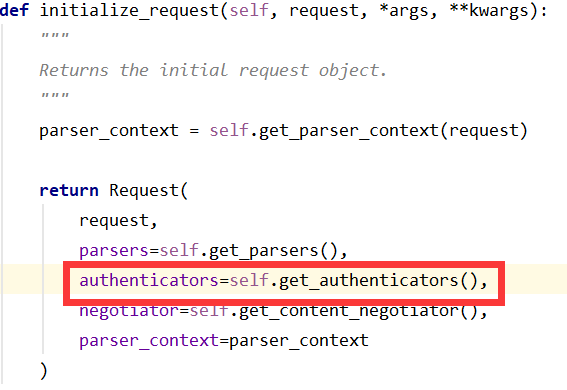 def initialize_request(self, request, *args, **kwargs):
"""
Returns the initial request object.
"""
parser_context = self.get_parser_context(request)
return Request(
request,
parsers=self.get_parsers(),
authenticators=self.get_authenticators(),
negotiator=self.get_content_negotiator(),
parser_context=parser_context
)